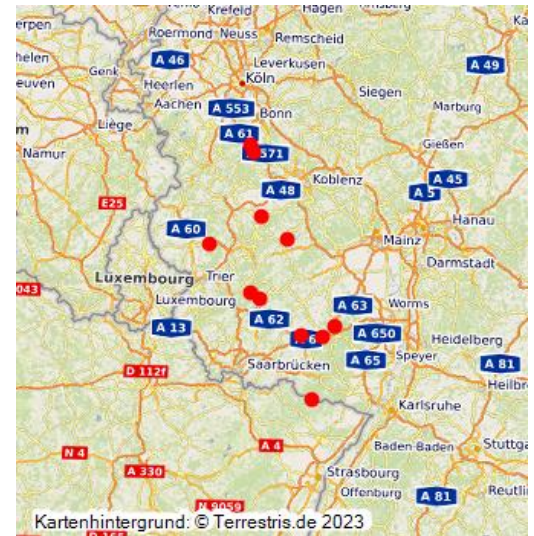 Krefeld
Hagen
Roermond Neuss
Remscheid
A 46
Leverkusen
A 49
Genk
Heerlen
Köln
Siegen
Aachen
A 553
Bonn
Marburg
Liège
A 61
Gießen
Namur
571
Koblenz
A 45
A 48
A 5
E25
Hanau
A 60
Mainz
Darmstadt
Luxembourg
Trier
Luxembourg
A 63
Worms
A 13
A 62
A 6
A 650
Heidelberg
Saarbrücken
A 65
Speyer
A 81
D 112f
Karlsruhe
N 4
A 4
Baden-Baden
A 330
Strasbourg
Offenburg
A 81
N 9059
Kartenhintergrund: © Terrestris.de 2023